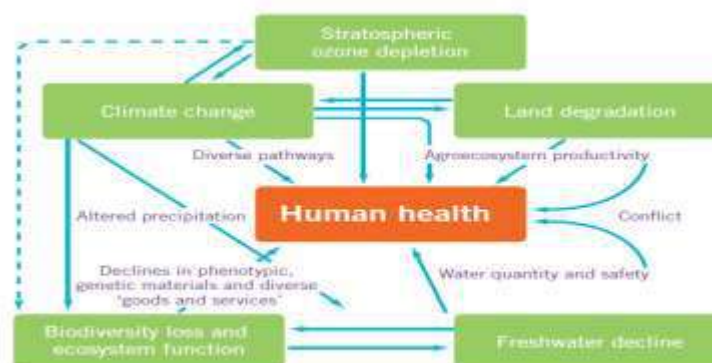 Stratospheric
ozone depletion
Climate change
Land degradation
Diverse pathways
Agroecosystem productivity
Human health
Altered precipitation
Conflict
Declines in phenotypic,
genetic materials and diverse
'goods and services'
Water quantity and safety
Biodiversity loss and
ecosystem function
Freshwater decline